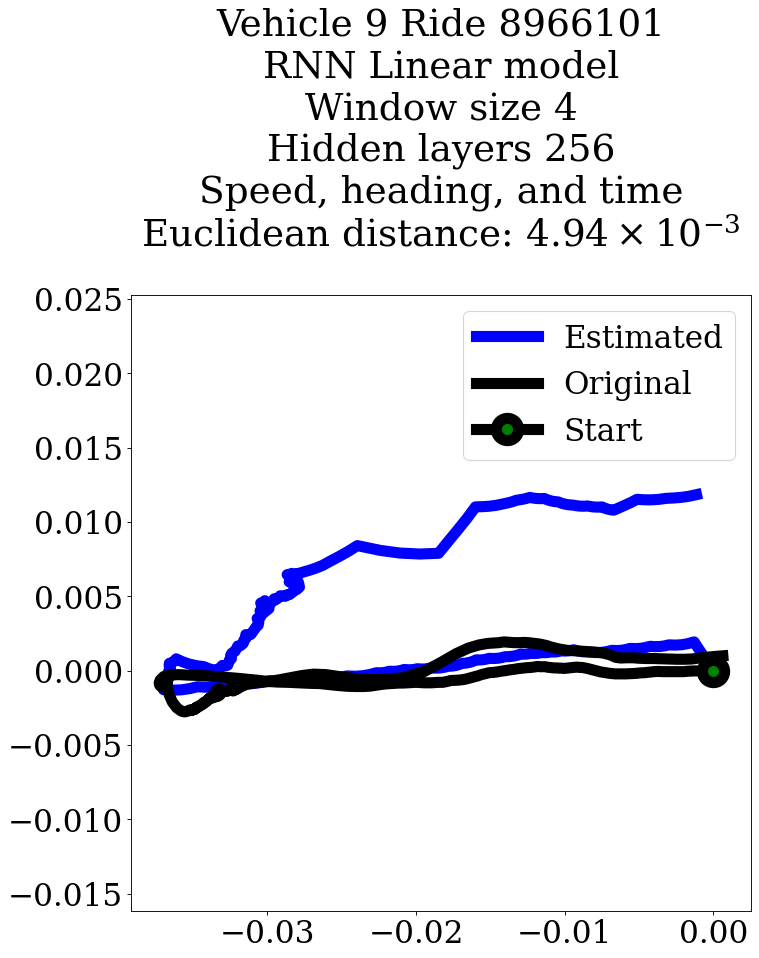 Vehicle 9 Ride 8966101
RNN Linear model
Window size 4
Hidden layers 256
Speed, heading, and time
Euclidean distance: 4.94 × 10⁻³
0.025
0.020
0.015
0.010
0.005
0.000
−0.005
−0.010
−0.015
Estimated
Original
Start
−0.03 −0.02 −0.01 0.00